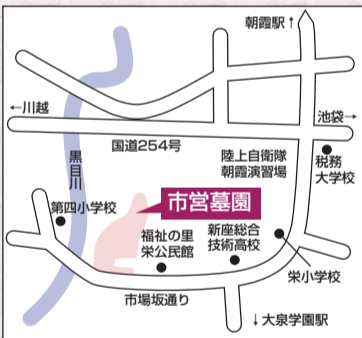 朝霞駅↑
←川越
池袋→
国道254号
黒目川
陸上自衛隊
朝霞演習場
税務
大学校
市営墓園
第四小学校
福祉の里
栄公民館
新座総合
技術高校
栄小学校
市場坂通り
↓大泉学園駅